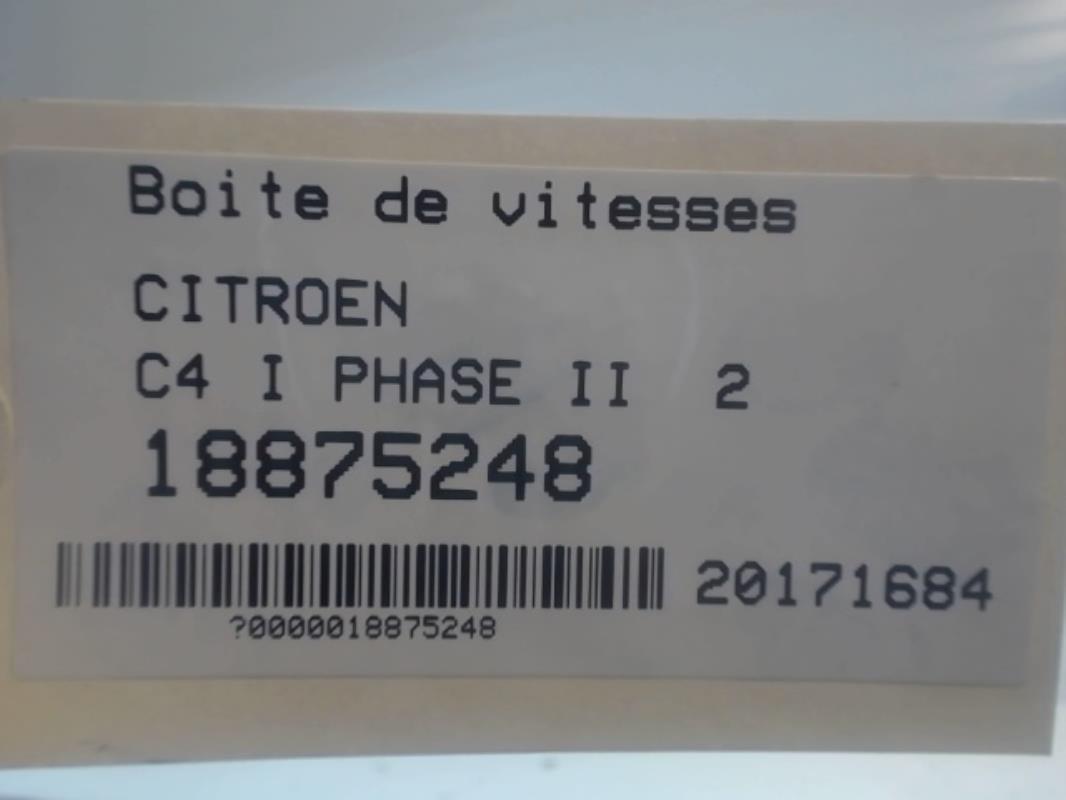 Boite de vitesses
CITROEN
C4 I PHASE II 2
18875248
20171684
?0000018875248